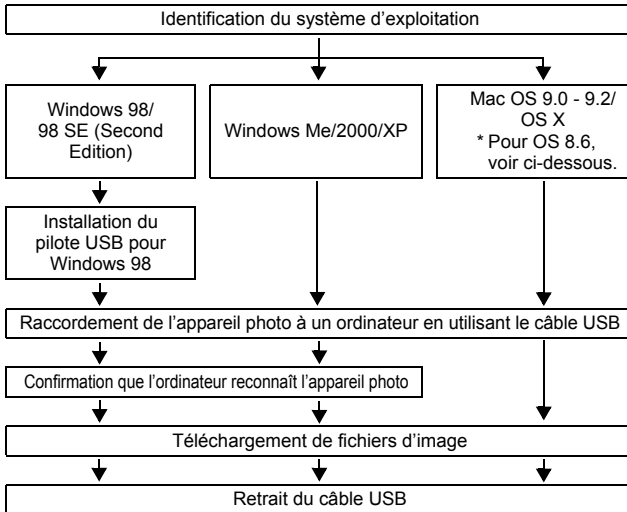 Identification du système d'exploitation
Windows 98/
98 SE (Second
Edition)
Windows Me/2000/XP
Mac OS 9.0 - 9.2/
OS X
* Pour OS 8.6,
voir ci-dessous.
Installation du
pilote USB pour
Windows 98
Raccordement de l'appareil photo à un ordinateur en utilisant le câble USB
Confirmation que l'ordinateur reconnaît l'appareil photo
Téléchargement de fichiers d'image
Retrait du câble USB